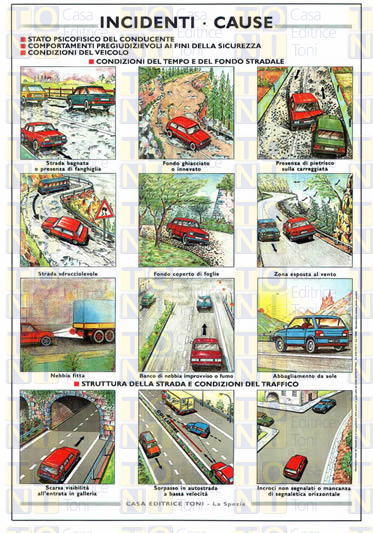 INCIDENTI · CAUSE
STATO PSICOFISICO DEL CONDUCENTE
COMPORTAMENTI PREGIUDIZIEVOLI AI FINI DELLA SICUREZZA
CONDIZIONI DEL VEICOLO
CONDIZIONI DEL TEMPO E DEL FONDO STRADALE
Strada bagnata
o presenza di fanghiglia
Fondo ghiacciato
o innevato
Presenza di pietrisco
sulla carreggiata
Strada sdrucciolevole
Fondo coperto di foglie
Zona esposta al vento
Nebbia fitta
Banco di nebbia improvviso o fumo
Abbagliamento da sole
STRUTTURA DELLA STRADA E CONDIZIONI DEL TRAFFICO
Scarsa visibilità
all'entrata in galleria
Sorpasso in autostrada
a bassa velocità
Incroci non segnalati o mancanza
di segnaletica orizzontale
CASA EDITRICE TONI - La Spezia
Casa
Editrice
Toni